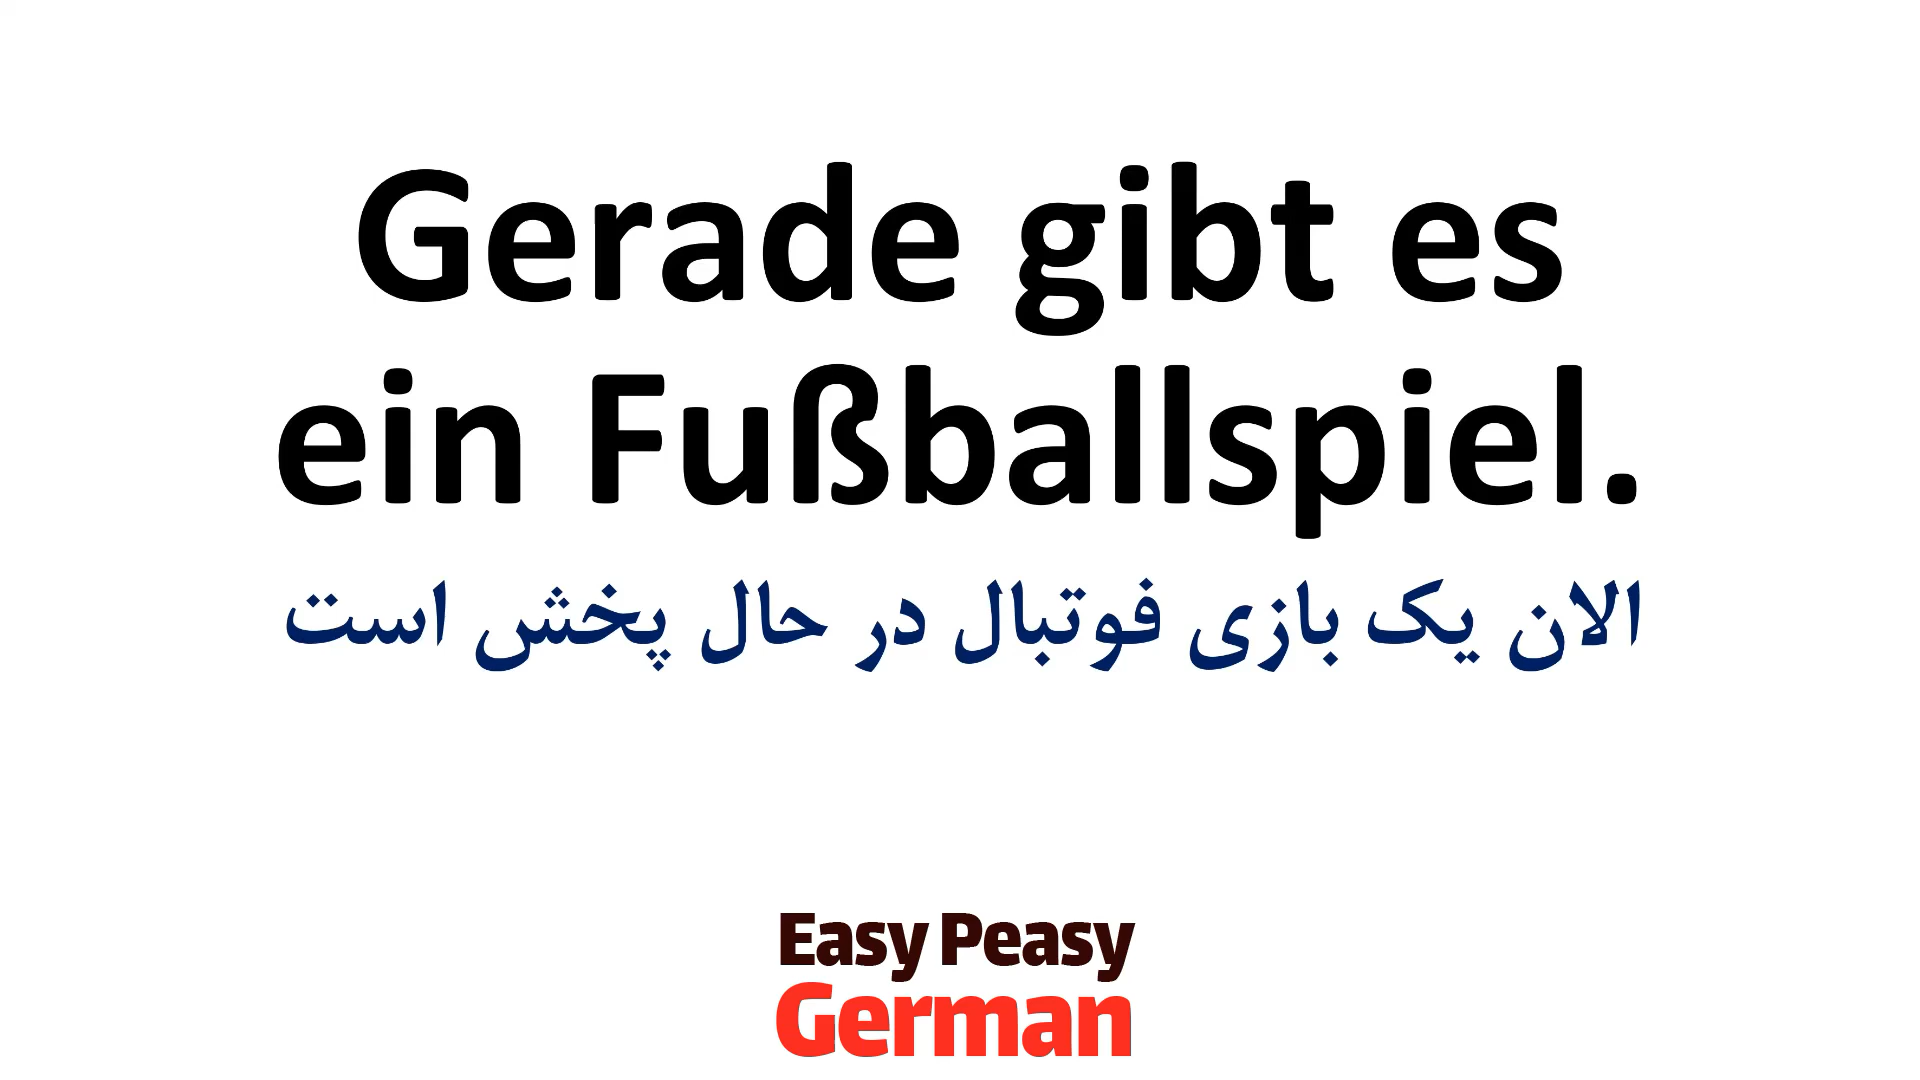 Gerade gibt es
ein Fußballspiel.
الان یک بازی فوتبال در حال پخش است
Easy Peasy
German